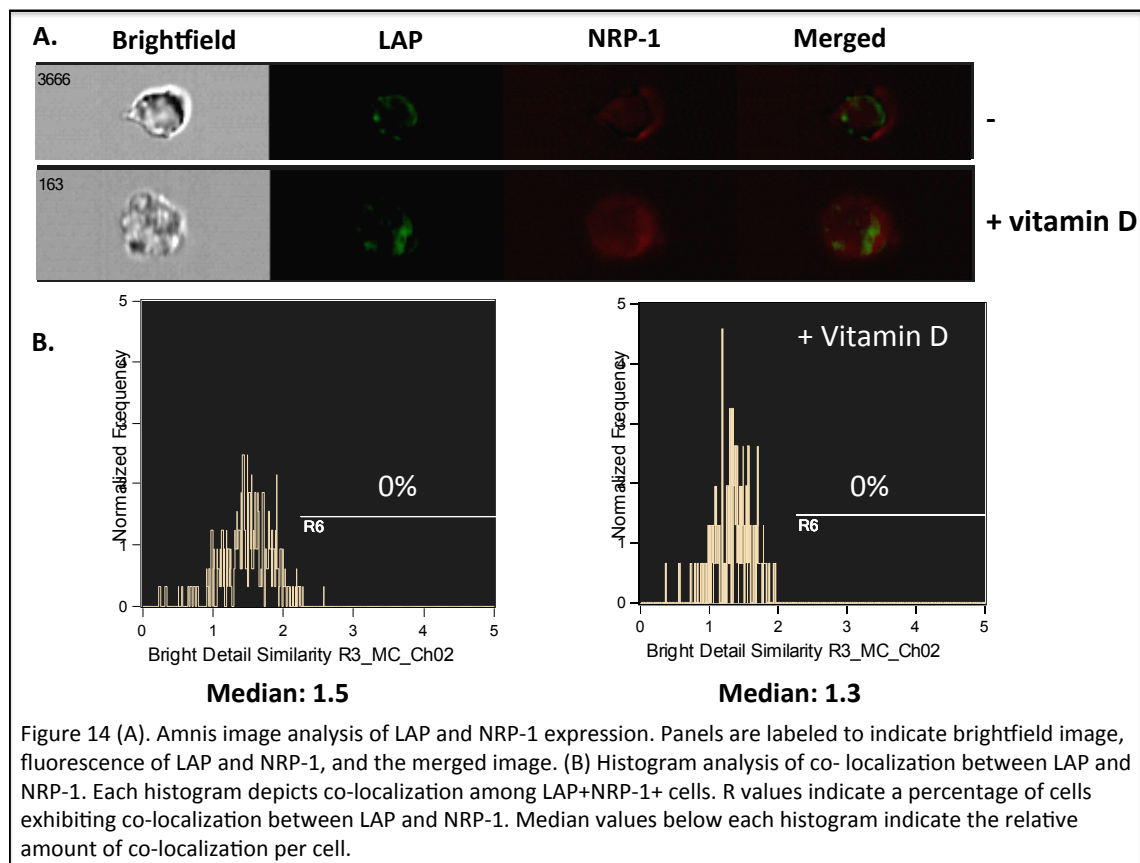 A.
Brightfield LAP NRP-1 Merged
3666
-
163
+ vitamin D
B.
5
4
3
2
1
0
Normalized Frequency
0%
R6
0 1 2 3 4 5
Bright Detail Similarity R3_MC_Ch02
Median: 1.5
5
4
3
2
1
0
Normalized Frequency
+ Vitamin D
0%
R6
0 1 2 3 4 5
Bright Detail Similarity R3_MC_Ch02
Median: 1.3
Figure 14 (A). Amnis image analysis of LAP and NRP-1 expression. Panels are labeled to indicate brightfield image,
fluorescence of LAP and NRP-1, and the merged image. (B) Histogram analysis of co- localization between LAP and
NRP-1. Each histogram depicts co-localization among LAP+NRP-1+ cells. R values indicate a percentage of cells
exhibiting co-localization between LAP and NRP-1. Median values below each histogram indicate the relative
amount of co-localization per cell.